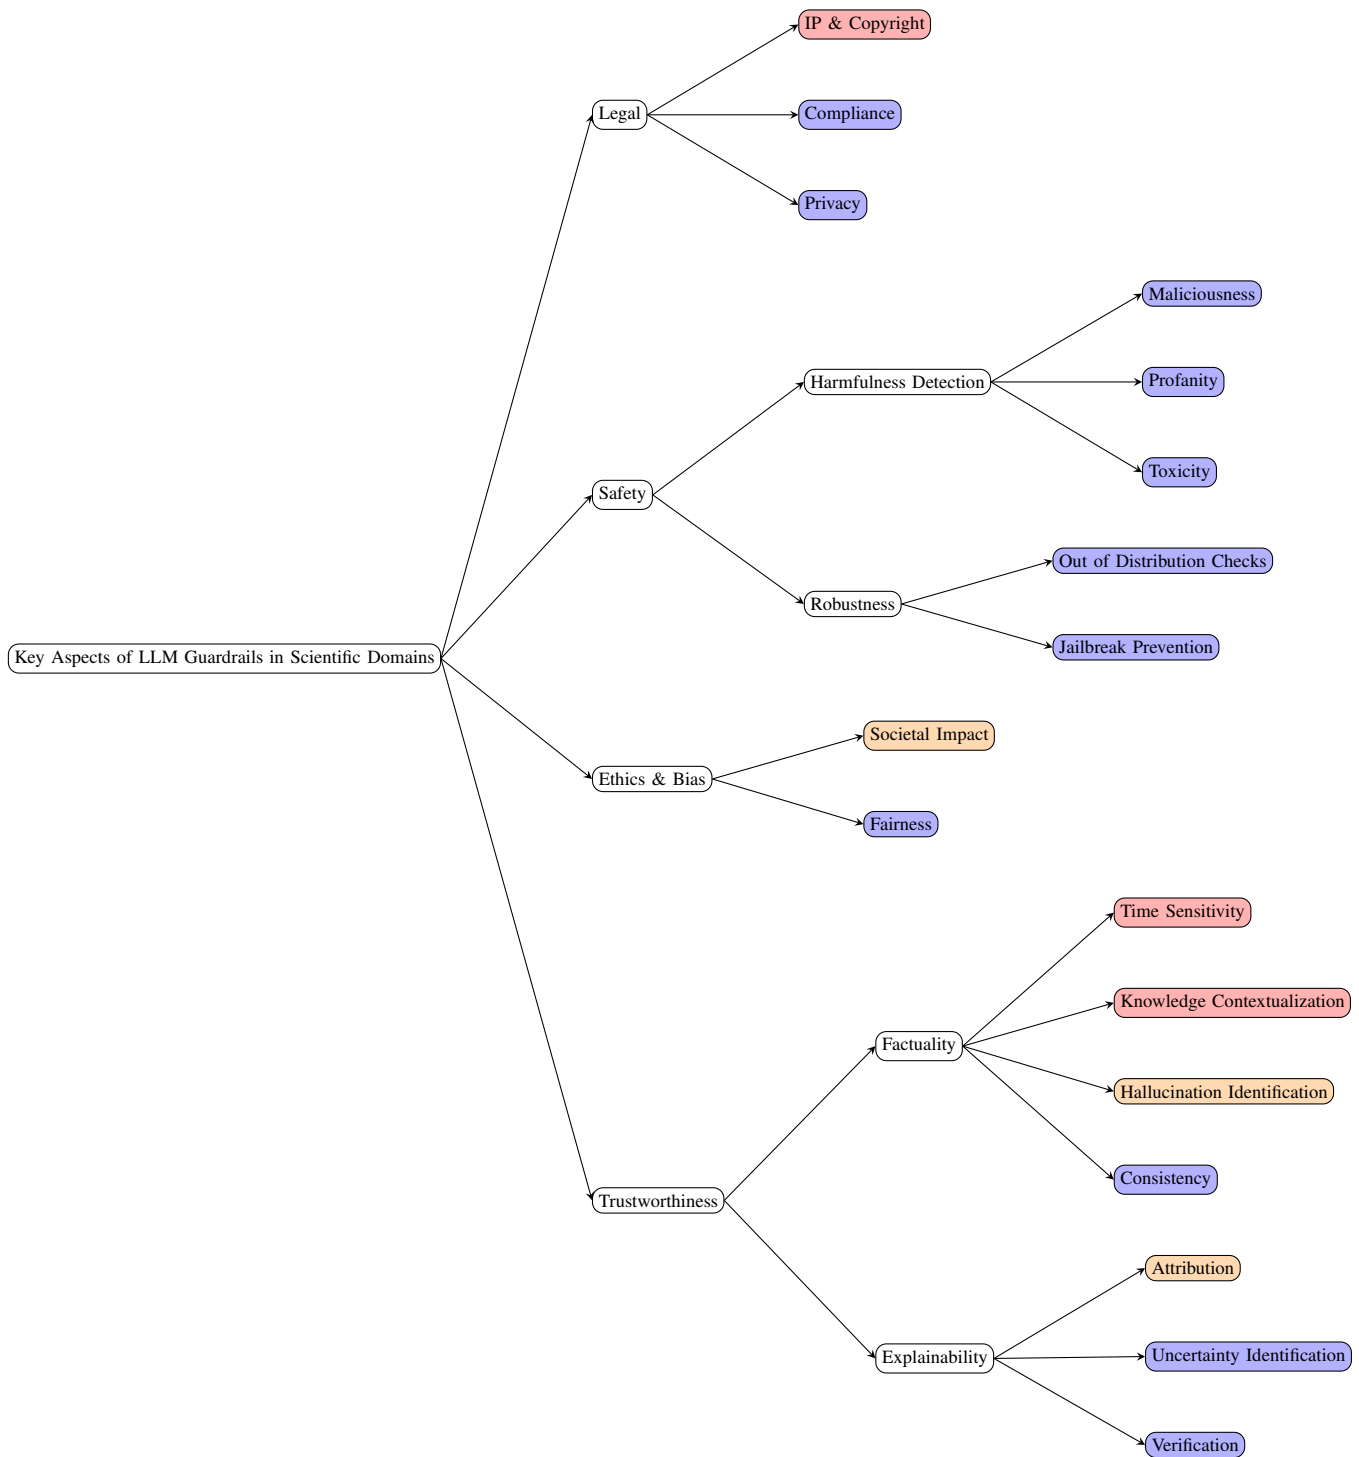 Key Aspects of LLM Guardrails in Scientific Domains
Legal
IP & Copyright
Compliance
Privacy
Safety
Harmfulness Detection
Maliciousness
Profanity
Toxicity
Robustness
Out of Distribution Checks
Jailbreak Prevention
Ethics & Bias
Societal Impact
Fairness
Trustworthiness
Factuality
Time Sensitivity
Knowledge Contextualization
Hallucination Identification
Consistency
Explainability
Attribution
Uncertainty Identification
Verification